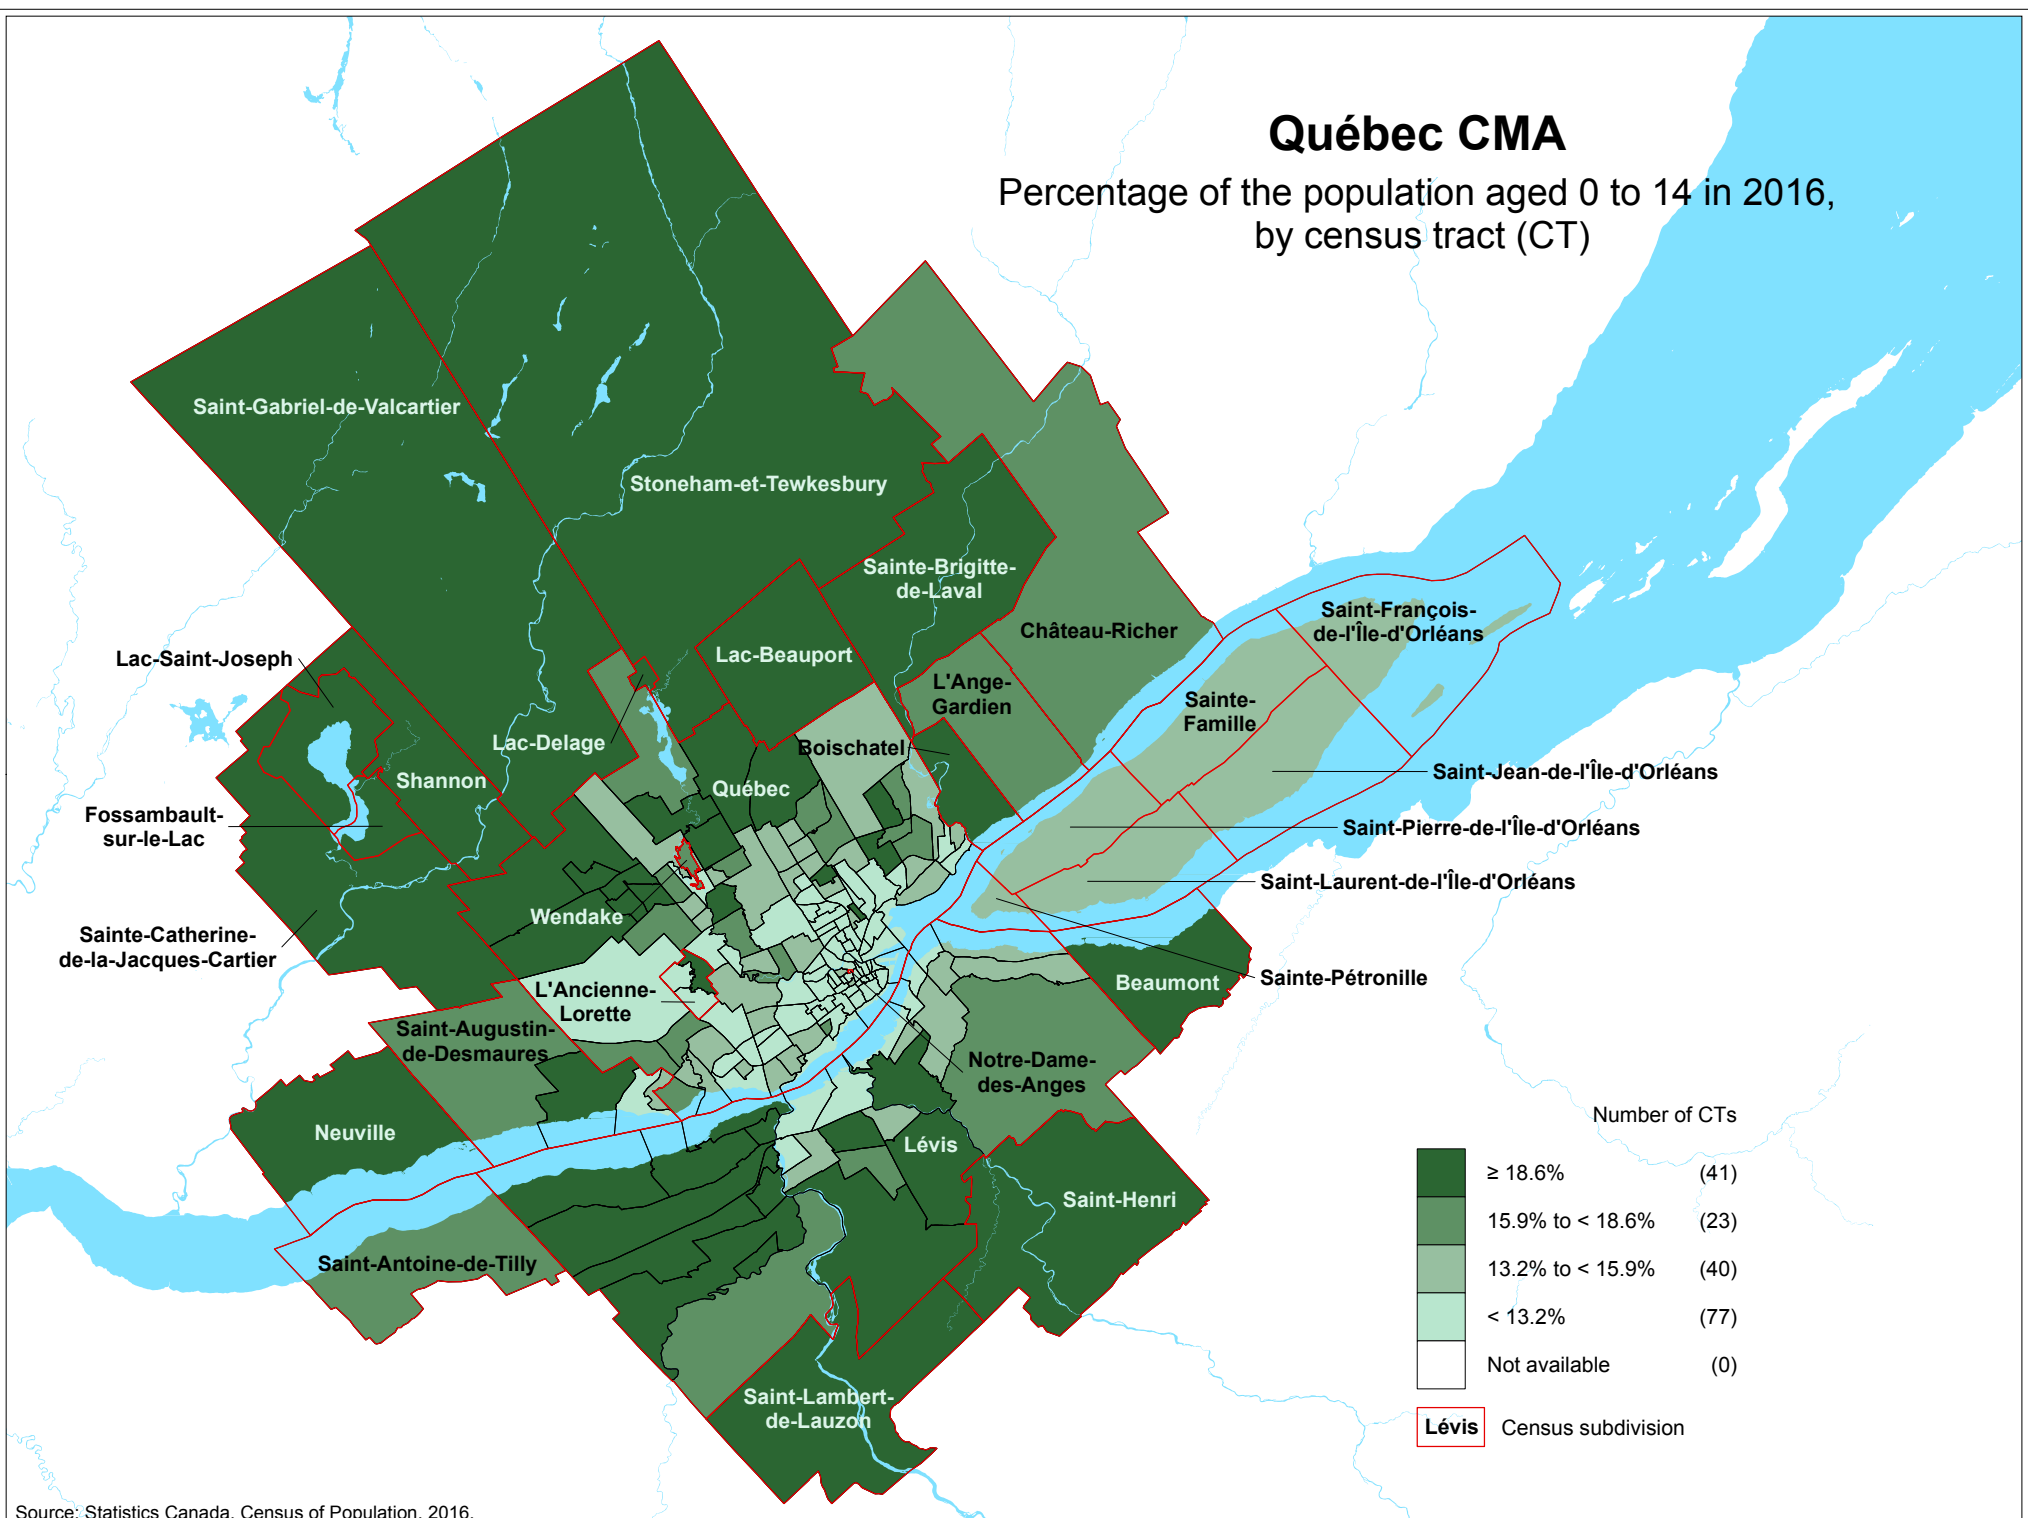 Québec CMA
Percentage of the population aged 0 to 14 in 2016,
by census tract (CT)
Saint-Gabriel-de-Valcartier
Stoneham-et-Tewkesbury
Sainte-Brigitte-
de-Laval
Château-Richer
Saint-François-
de-l'Île-d'Orléans
Lac-Saint-Joseph
Lac-Beauport
L'Ange-
Gardien
Sainte-
Famille
Lac-Delage
Boischatel
Shannon
Québec
Saint-Jean-de-l'Île-d'Orléans
Fossambault-
sur-le-Lac
Saint-Pierre-de-l'Île-d'Orléans
Saint-Laurent-de-l'Île-d'Orléans
Wendake
Sainte-Catherine-
de-la-Jacques-Cartier
Sainte-Pétronille
Beaumont
L'Ancienne-
Lorette
Saint-Augustin-
de-Desmaures
Notre-Dame-
des-Anges
Neuville
Lévis
Saint-Henri
Saint-Antoine-de-Tilly
Saint-Lambert-
de-Lauzon
Number of CTs
≥ 18.6% (41)
15.9% to < 18.6% (23)
13.2% to < 15.9% (40)
< 13.2% (77)
Not available (0)
Lévis Census subdivision
Source: Statistics Canada, Census of Population, 2016.